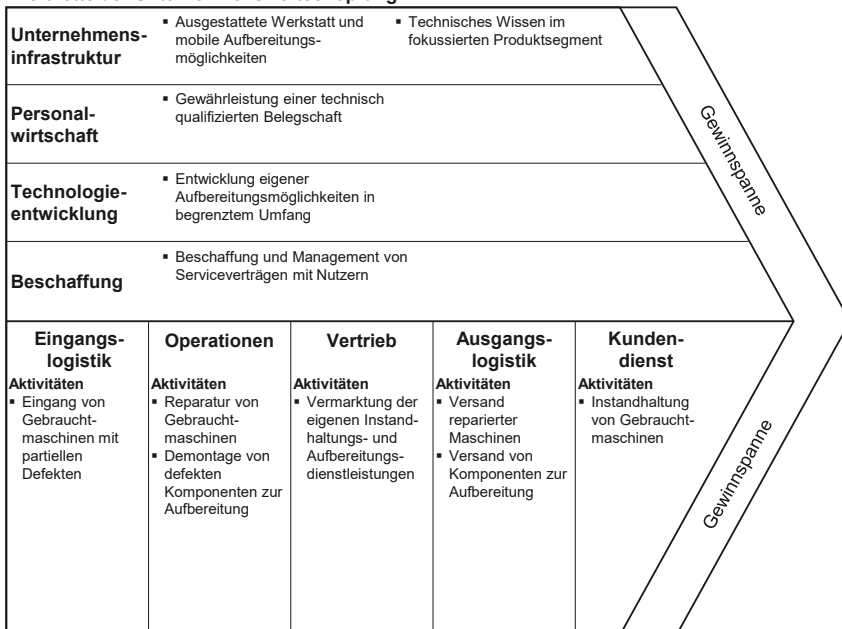 Unternehmens-
infrastruktur
▪ Ausgestattete Werkstatt und
mobile Aufbereitungs-
möglichkeiten
▪ Technisches Wissen im
fokussierten Produktsegment
Personal-
wirtschaft
▪ Gewährleistung einer technisch
qualifizierten Belegschaft
Technologie-
entwicklung
▪ Entwicklung eigener
Aufbereitungsmöglichkeiten in
begrenztem Umfang
Beschaffung
▪ Beschaffung und Management von
Serviceverträgen mit Nutzern
Gewinnspanne
Eingangs-
logistik
Aktivitäten
▪ Eingang von
Gebraucht-
maschinen mit
partiellen
Defekten
Operationen
Aktivitäten
▪ Reparatur von
Gebraucht-
maschinen
▪ Demontage von
defekten
Komponenten zur
Aufbereitung
Vertrieb
Aktivitäten
▪ Vermarktung der
eigenen Instand-
haltungs- und
Aufbereitungs-
dienstleistungen
Ausgangs-
logistik
Aktivitäten
▪ Versand
reparierter
Maschinen
▪ Versand von
Komponenten zur
Aufbereitung
Kunden-
dienst
Aktivitäten
▪ Instandhaltung
von Gebraucht-
maschinen
Gewinnspanne